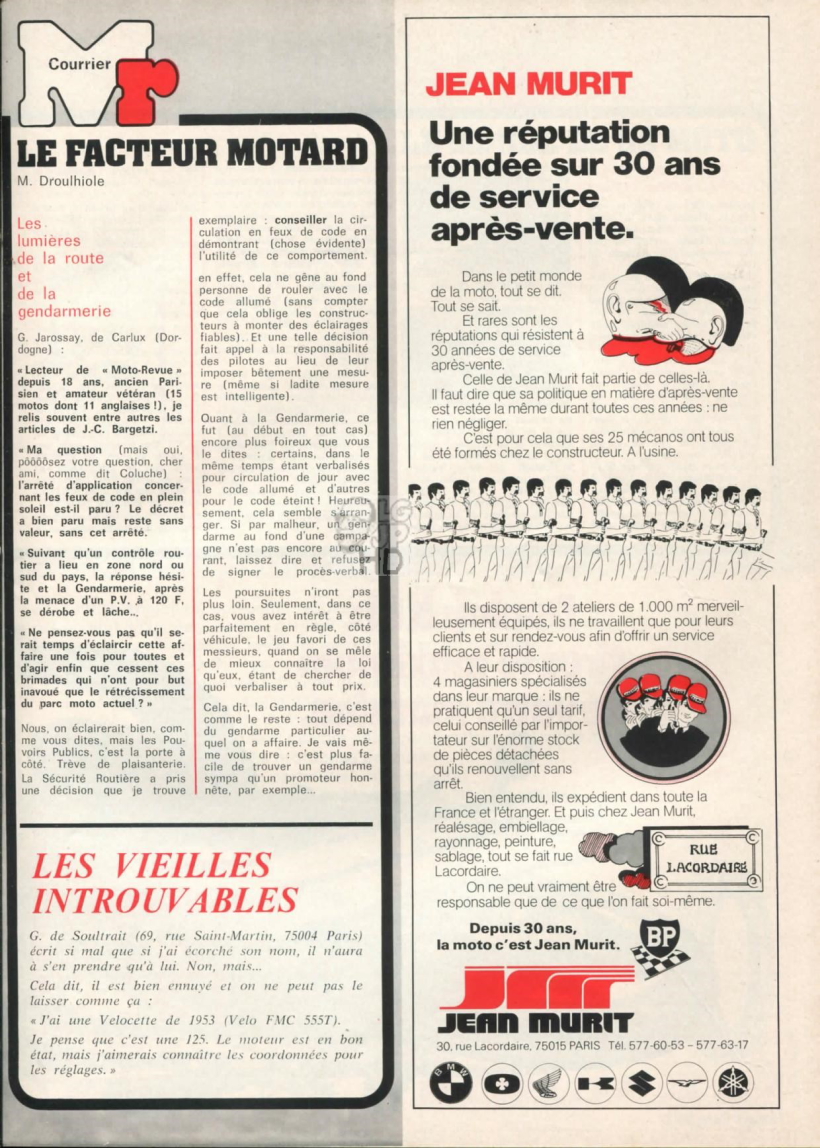 Courrier
Mr
LE FACTEUR MOTARD
M. Droulhiole
Les
lumières
de la route
et
de la
gendarmerie
G. Jarossay, de Carlux (Dor-
dogne) :
« Lecteur de « Moto-Revue »
depuis 18 ans, ancien Pari-
sien et amateur vétéran (15
motos dont 11 anglaises !), je
relis souvent entre autres les
articles de J.-C. Bargetzi.
« Ma question (mais oui,
pôôôôsez votre question, cher
ami, comme dit Coluche) :
l'arrêté d'application concer-
nant les feux de code en plein
soleil est-il paru ? Le décret
a bien paru mais reste sans
valeur, sans cet arrêté.
« Suivant qu'un contrôle rou-
tier a lieu en zone nord ou
sud du pays, la réponse hési-
te et la Gendarmerie, après
la menace d'un P.V. à 120 F,
se dérobe et lâche...
« Ne pensez-vous pas qu'il se-
rait temps d'éclaircir cette af-
faire une fois pour toutes et
d'agir enfin que cessent ces
brimades qui n'ont pour but
inavoué que le rétrécissement
du parc moto actuel ? »
Nous, on éclairerait bien, com-
me vous dites, mais les Pou-
voirs Publics, c'est la porte à
côté. Trève de plaisanterie.
La Sécurité Routière a pris
une décision que je trouve
exemplaire : conseiller la cir-
culation en feux de code en
démontrant (chose évidente)
l'utilité de ce comportement.
en effet, cela ne gêne au fond
personne de rouler avec le
code allumé (sans compter
que cela oblige les construc-
teurs à monter des éclairages
fiables). Et une telle décision
fait appel à la responsabilité
des pilotes au lieu de leur
imposer bêtement une mesu-
re (même si ladite mesure
est intelligente).
Quant à la Gendarmerie, ce
fut (au début en tout cas)
encore plus foireux que vous
le dites : certains, dans le
même temps étant verbalisés
pour circulation de jour avec
le code allumé et d'autres
pour le code éteint ! Heureu-
sement, cela semble s'arran-
ger. Si par malheur, un gen-
darme au fond d'une campa-
gne n'est pas encore au cou-
rant, laissez dire et refusez
de signer le procès-verbal.
Les poursuites n'iront pas
plus loin. Seulement, dans ce
cas, vous avez intérêt à être
parfaitement en règle, côté
véhicule, le jeu favori de ces
messieurs, quand on se mêle
de mieux connaître la loi
qu'eux, étant de chercher de
quoi verbaliser à tout prix.
Cela dit, la Gendarmerie, c'est
comme le reste : tout dépend
du gendarme particulier au-
quel on a affaire. Je vais mê-
me vous dire : c'est plus fa-
cile de trouver un gendarme
sympa qu'un promoteur hon-
nête, par exemple...
LES VIEILLES
INTROUVABLES
G. de Soultrait (69, rue Saint-Martin, 75004 Paris)
écrit si mal que si j'ai écorché son nom, il n'aura
à s'en prendre qu'à lui. Non, mais...
Cela dit, il est bien ennuyé et on ne peut pas le
laisser comme ça :
« J'ai une Velocette de 1953 (Velo FMC 555T).
Je pense que c'est une 125. Le moteur est en bon
état, mais j'aimerais connaître les coordonnées pour
les réglages. »
JEAN MURIT
Une réputation
fondée sur 30 ans
de service
après-vente.
Dans le petit monde
de la moto, tout se dit.
Tout se sait.
Et rares sont les
réputations qui résistent à
30 années de service
après-vente.
Celle de Jean Murit fait partie de celles-là.
Il faut dire que sa politique en matière d'après-vente
est restée la même durant toutes ces années : ne
rien négliger.
C'est pour cela que ses 25 mécanos ont tous
été formés chez le constructeur. A l'usine.
Ils disposent de 2 ateliers de 1.000 m² merveil-
leusement équipés, ils ne travaillent que pour leurs
clients et sur rendez-vous afin d'offrir un service
efficace et rapide.
A leur disposition :
4 magasiniers spécialisés
dans leur marque : ils ne
pratiquent qu'un seul tarif,
celui conseillé par l'impor-
tateur sur l'énorme stock
de pièces détachées
qu'ils renouvellent sans
arrêt.
Bien entendu, ils expédient dans toute la
France et l'étranger. Et puis chez Jean Murit,
réalésage, embiellage,
rayonnage, peinture,
sablage, tout se fait rue
Lacordaire.
RUE
LACORDAIRE
On ne peut vraiment être
responsable que de ce que l'on fait soi-même.
Depuis 30 ans,
la moto c'est Jean Murit.
BP
JEAN MURIT
30, rue Lacordaire, 75015 PARIS Tél. 577-60-53 - 577-63-17
BMW